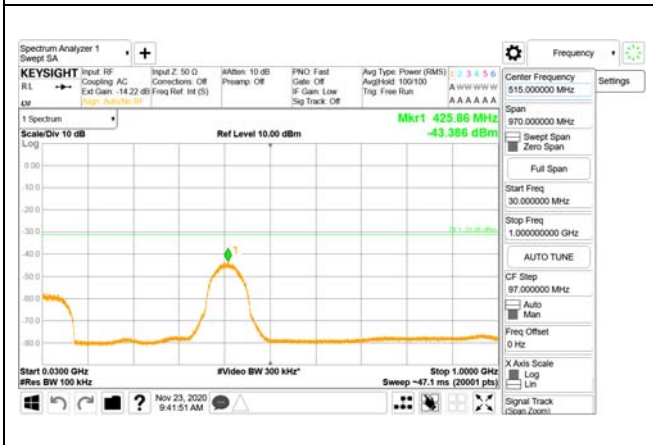 Spectrum Analyzer 1
Swept SA
Frequency
KEYSIGHT Input: RF Input Z: 50 Ω #Atten: 10 dB PNO: Fast Avg Type: Power (RMS) 1 2 3 4 5 6
RL Coupling: AC Corrections: Off Preamp: Off Gate: Off Avg|Hold: 100/100 A W W W W W
Ext Gain: -14.22 dB Freq Ref: Int (S) IF Gain: Low Trig: Free Run A A A A A A
Align: Auto/No RF Sig Track: Off
Center Frequency
515.000000 MHz
Settings
1 Spectrum
Mkr1 425.86 MHz
Scale/Div 10 dB Ref Level 10.00 dBm -43.386 dBm
Log
Span
970.000000 MHz
Swept Span
Zero Span
Full Span
Start Freq
30.000000 MHz
Stop Freq
1.000000000 GHz
AUTO TUNE
CF Step
97.000000 MHz
Auto
Man
Freq Offset
0 Hz
X Axis Scale
Log
Lin
Signal Track
(Span Zoom)
0.00
-10.0
-20.0
-30.0
-40.0
-50.0
-60.0
-70.0
-80.0
1
Start 0.0300 GHz #Video BW 300 kHz* Stop 1.0000 GHz
#Res BW 100 kHz Sweep ~47.1 ms (20001 pts)
Nov 23, 2020
9:41:51 AM